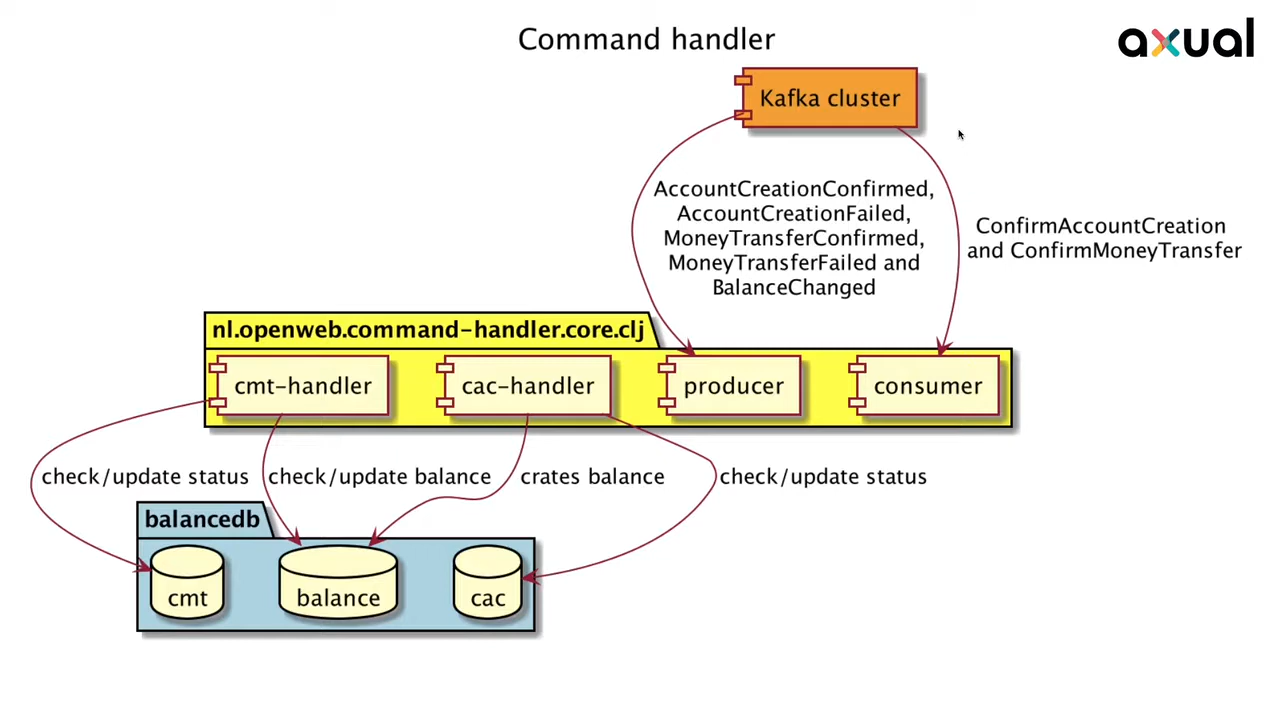 Command handler
axual
Kafka cluster
AccountCreationConfirmed,
AccountCreationFailed,
MoneyTransferConfirmed,
MoneyTransferFailed and
BalanceChanged
ConfirmAccountCreation
and ConfirmMoneyTransfer
nl.openweb.command-handler.core.clj
cmt-handler
cac-handler
producer
consumer
check/update status
check/update balance
crates balance
check/update status
balancedb
cmt
balance
cac